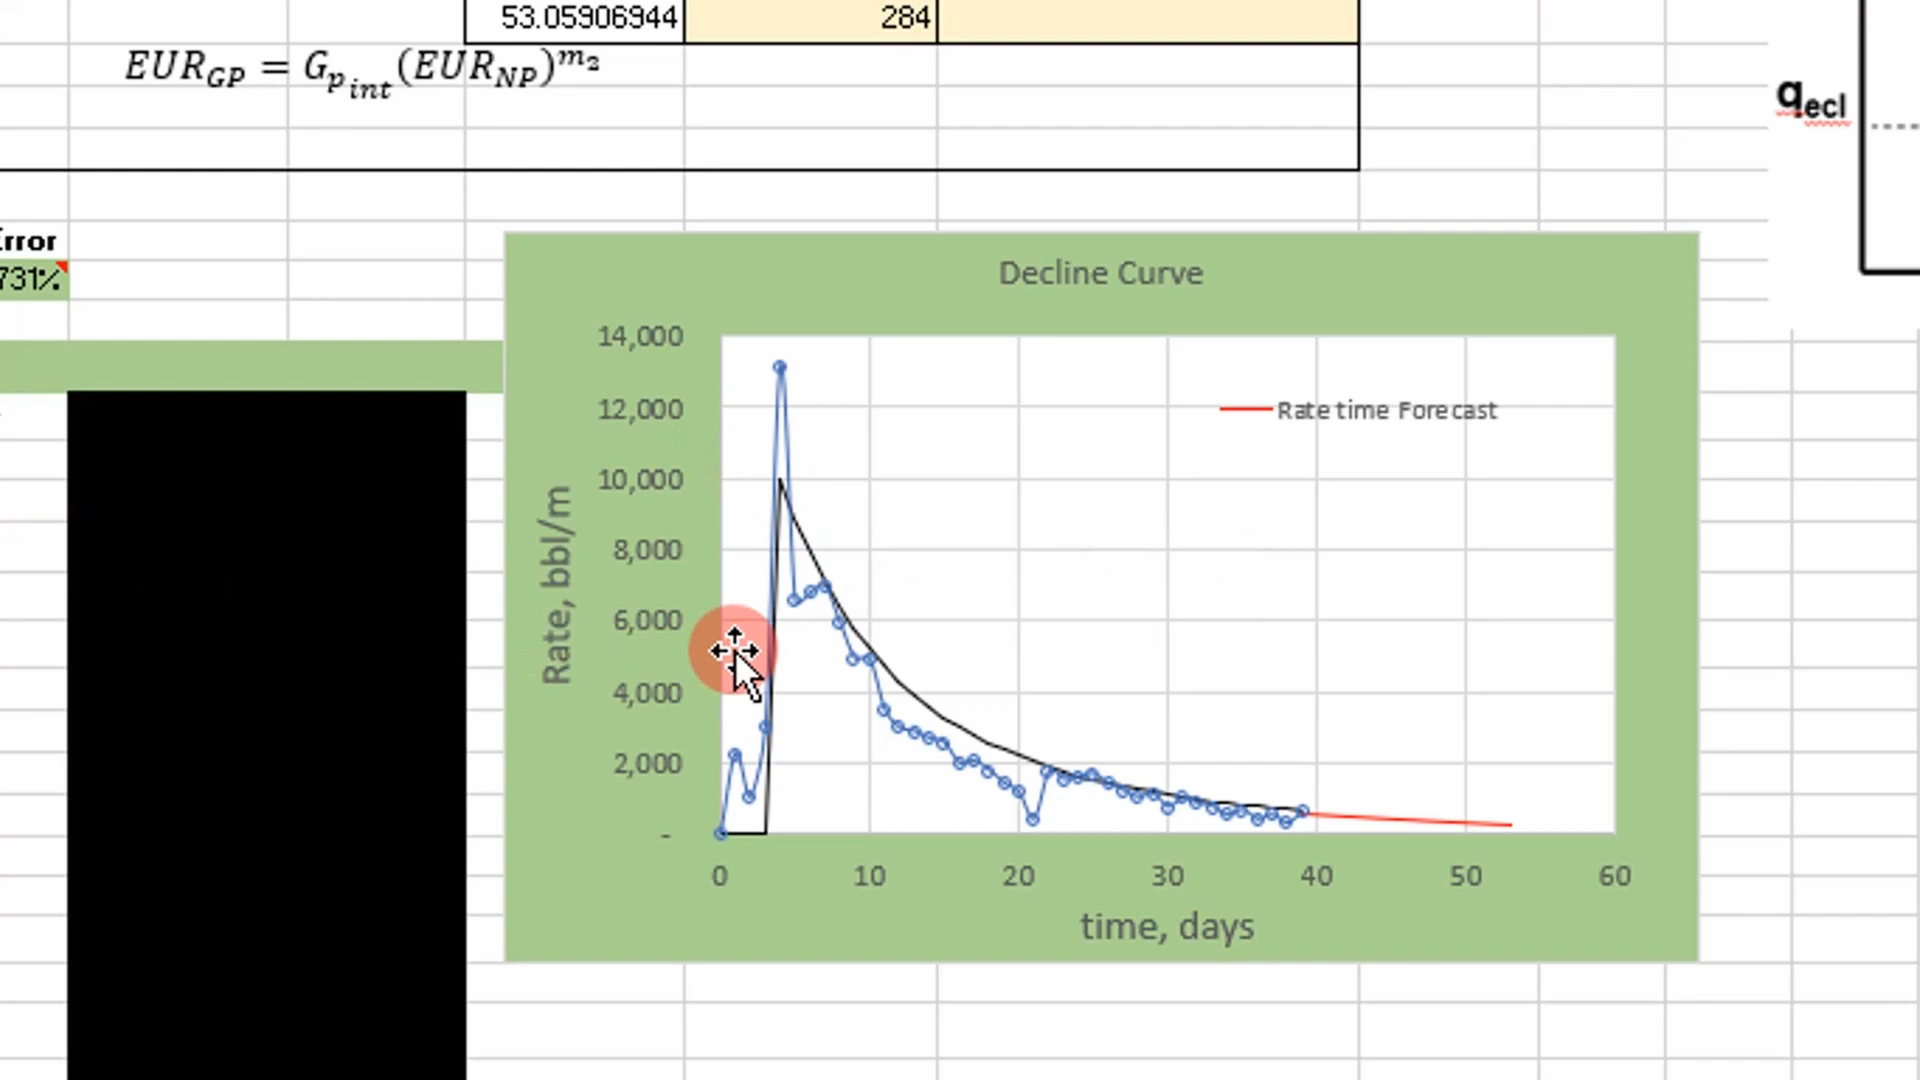 53.05906944 284
EUR_GP = G_p_int (EUR_NP)^m₂
qecl
Error
731%
Decline Curve
14,000
12,000
10,000
8,000
6,000
4,000
2,000
-
Rate time Forecast
Rate, bbl/m
0 10 20 30 40 50 60
time, days